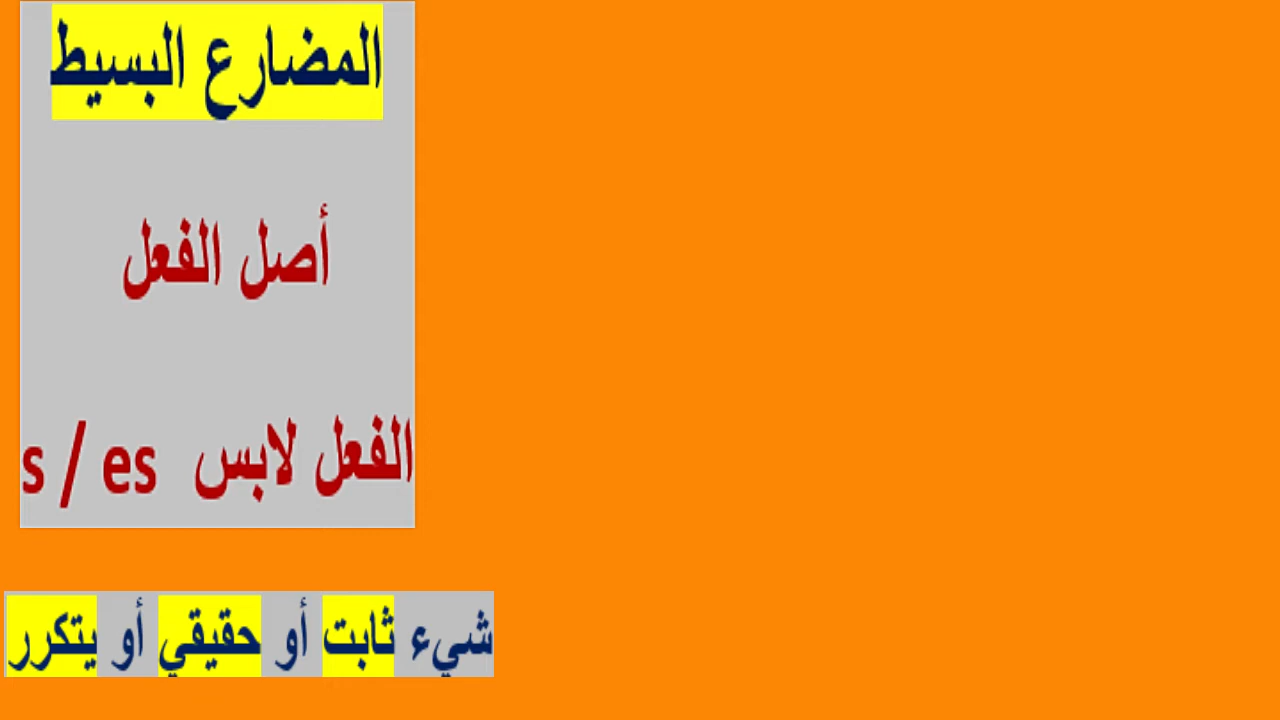 المضارع البسيط
أصل الفعل
الفعل لابس s / es
شيء ثابت أو حقيقي أو يتكرر